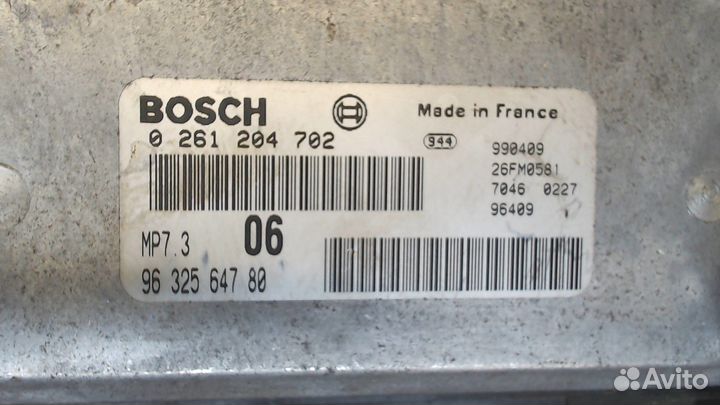 BOSCH
Made in France
0 261 204 702
944
990409
26FM0581
7046 0227
96409
MP7.3
06
96 325 647 80
Avito